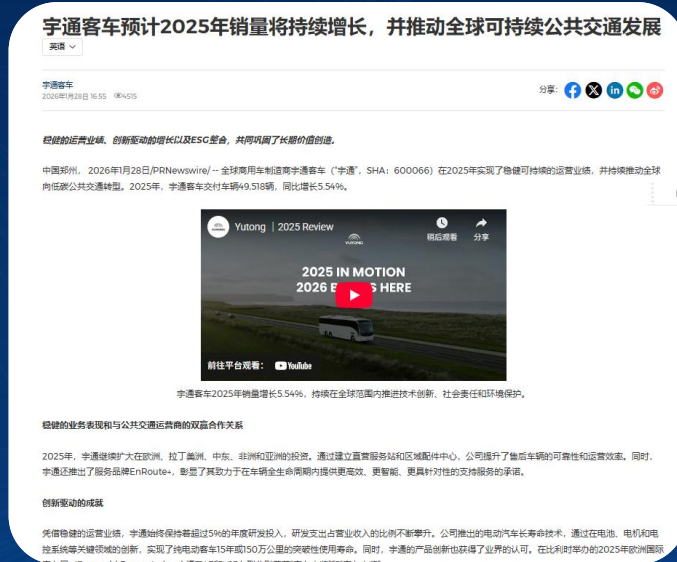 宇通客车预计2025年销量将持续增长，并推动全球可持续公共交通发展
英语
宇通客车
2026年1月28日 16:55 4515
分享:
稳健的运营业绩、创新驱动的增长以及ESG整合，共同巩固了长期价值创造。
中国郑州， 2026年1月28日/PRNewswire/ -- 全球商用车制造商宇通客车（“宇通”，SHA：600066）在2025年实现了稳健可持续的运营业绩，并持续推动全球
向低碳公共交通转型。2025年，宇通客车交付车辆49,518辆，同比增长5.54%。
Yutong | 2025 Review
稍后观看 分享
YUTONG
2025 IN MOTION
2026 B S HERE
前往平台观看： YouTube
宇通客车2025年销量增长5.54%，持续在全球范围内推进技术创新、社会责任和环境保护。
稳健的业务表现和与公共交通运营商的双赢合作关系
2025年，宇通继续扩大在欧洲、拉丁美洲、中东、非洲和亚洲的投资。通过建立直营服务站和区域配件中心，公司提升了售后车辆的可靠性和运营效率。同时，
宇通还推出了服务品牌EnRoute+，彰显了其致力于在车辆全生命周期内提供更高效、更智能、更具针对性的支持服务的承诺。
创新驱动的成就
凭借稳健的运营业绩，宇通始终保持着超过5%的年度研发投入，研发支出占营业收入的比例不断攀升。公司推出的电动汽车长寿命技术，通过在电池、电机和电
控系统等关键领域的创新，实现了纯电动客车15年或150万公里的突破性使用寿命。同时，宇通的产品创新也获得了业界的认可。在比利时举办的2025年欧洲国际